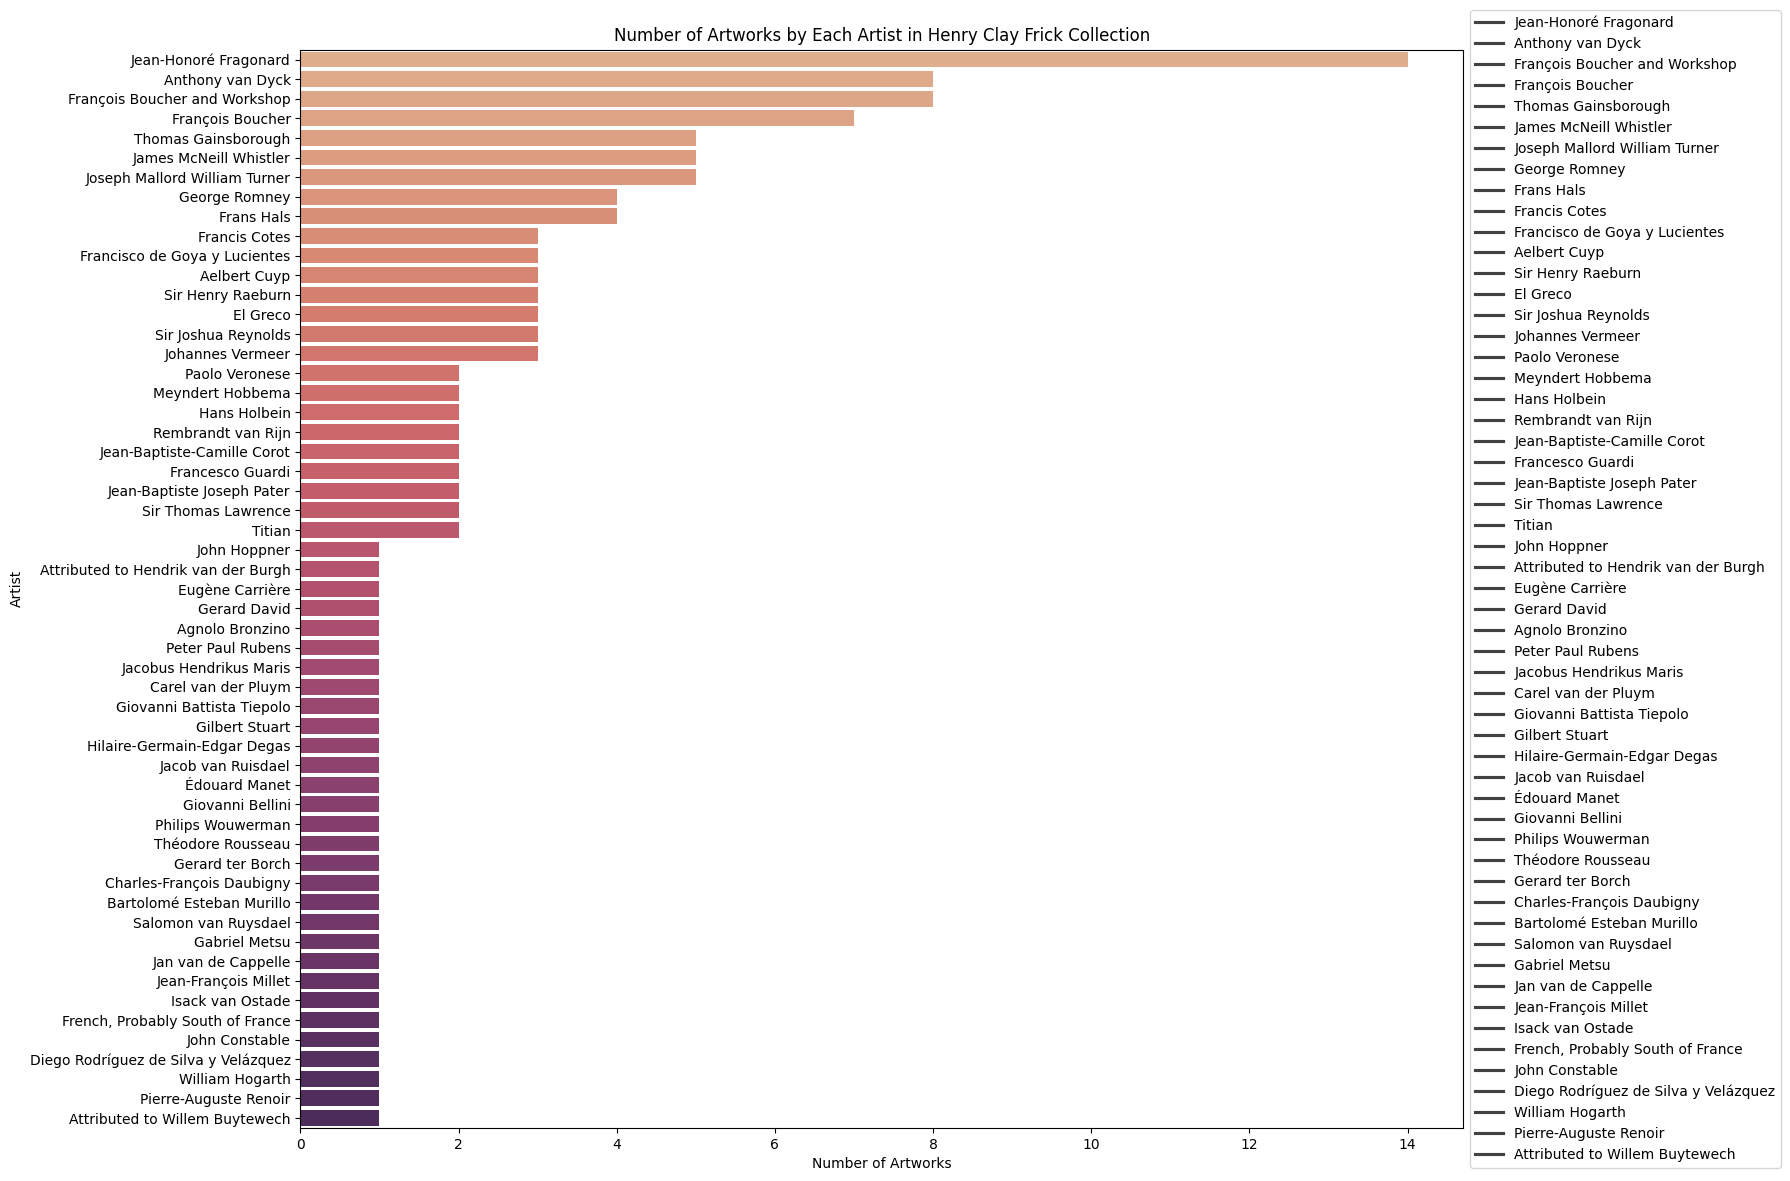 Number of Artworks by Each Artist in Henry Clay Frick Collection
Artist
Jean-Honoré Fragonard
Anthony van Dyck
François Boucher and Workshop
François Boucher
Thomas Gainsborough
James McNeill Whistler
Joseph Mallord William Turner
George Romney
Frans Hals
Francis Cotes
Francisco de Goya y Lucientes
Aelbert Cuyp
Sir Henry Raeburn
El Greco
Sir Joshua Reynolds
Johannes Vermeer
Paolo Veronese
Meyndert Hobbema
Hans Holbein
Rembrandt van Rijn
Jean-Baptiste-Camille Corot
Francesco Guardi
Jean-Baptiste Joseph Pater
Sir Thomas Lawrence
Titian
John Hoppner
Attributed to Hendrik van der Burgh
Eugène Carrière
Gerard David
Agnolo Bronzino
Peter Paul Rubens
Jacobus Hendrikus Maris
Carel van der Pluym
Giovanni Battista Tiepolo
Gilbert Stuart
Hilaire-Germain-Edgar Degas
Jacob van Ruisdael
Édouard Manet
Giovanni Bellini
Philips Wouwerman
Théodore Rousseau
Gerard ter Borch
Charles-François Daubigny
Bartolomé Esteban Murillo
Salomon van Ruysdael
Gabriel Metsu
Jan van de Cappelle
Jean-François Millet
Isack van Ostade
French, Probably South of France
John Constable
Diego Rodríguez de Silva y Velázquez
William Hogarth
Pierre-Auguste Renoir
Attributed to Willem Buytewech
0 2 4 6 8 10 12 14
Number of Artworks
Jean-Honoré Fragonard
Anthony van Dyck
François Boucher and Workshop
François Boucher
Thomas Gainsborough
James McNeill Whistler
Joseph Mallord William Turner
George Romney
Frans Hals
Francis Cotes
Francisco de Goya y Lucientes
Aelbert Cuyp
Sir Henry Raeburn
El Greco
Sir Joshua Reynolds
Johannes Vermeer
Paolo Veronese
Meyndert Hobbema
Hans Holbein
Rembrandt van Rijn
Jean-Baptiste-Camille Corot
Francesco Guardi
Jean-Baptiste Joseph Pater
Sir Thomas Lawrence
Titian
John Hoppner
Attributed to Hendrik van der Burgh
Eugène Carrière
Gerard David
Agnolo Bronzino
Peter Paul Rubens
Jacobus Hendrikus Maris
Carel van der Pluym
Giovanni Battista Tiepolo
Gilbert Stuart
Hilaire-Germain-Edgar Degas
Jacob van Ruisdael
Édouard Manet
Giovanni Bellini
Philips Wouwerman
Théodore Rousseau
Gerard ter Borch
Charles-François Daubigny
Bartolomé Esteban Murillo
Salomon van Ruysdael
Gabriel Metsu
Jan van de Cappelle
Jean-François Millet
Isack van Ostade
French, Probably South of France
John Constable
Diego Rodríguez de Silva y Velázquez
William Hogarth
Pierre-Auguste Renoir
Attributed to Willem Buytewech